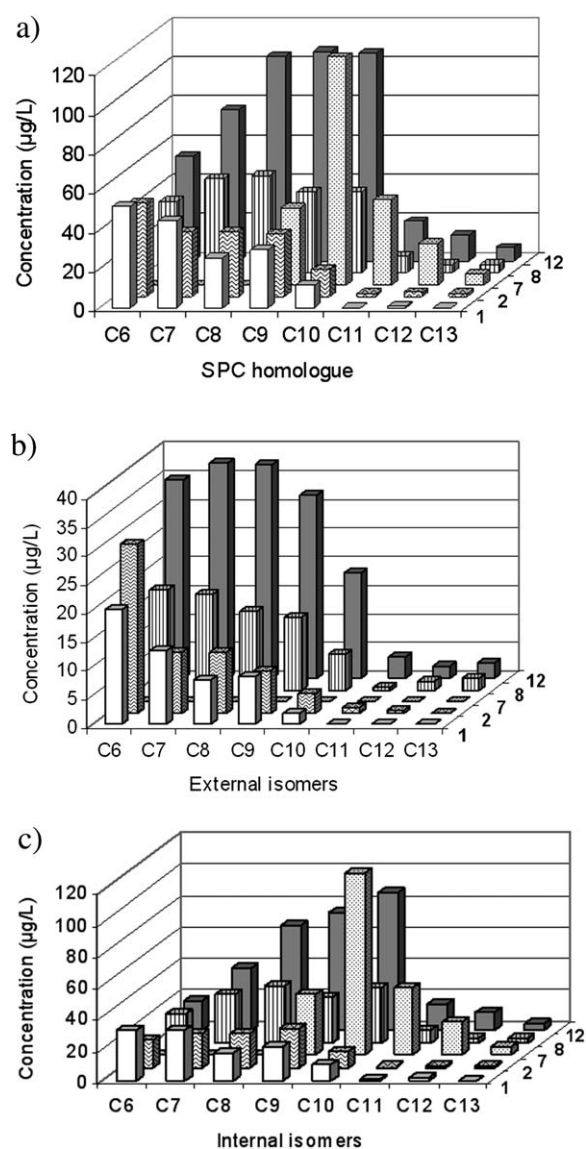 a)
Concentration (µg/L)
120
100
80
60
40
20
0
C6 C7 C8 C9 C10 C11 C12 C13
1 2 7 8 12
SPC homologue
b)
Concentration (µg/L)
40
35
30
25
20
15
10
5
0
C6 C7 C8 C9 C10 C11 C12 C13
1 2 7 8 12
External isomers
c)
Concentration (µg/L)
120
100
80
60
40
20
0
C6 C7 C8 C9 C10 C11 C12 C13
1 2 7 8 12
Internal isomers